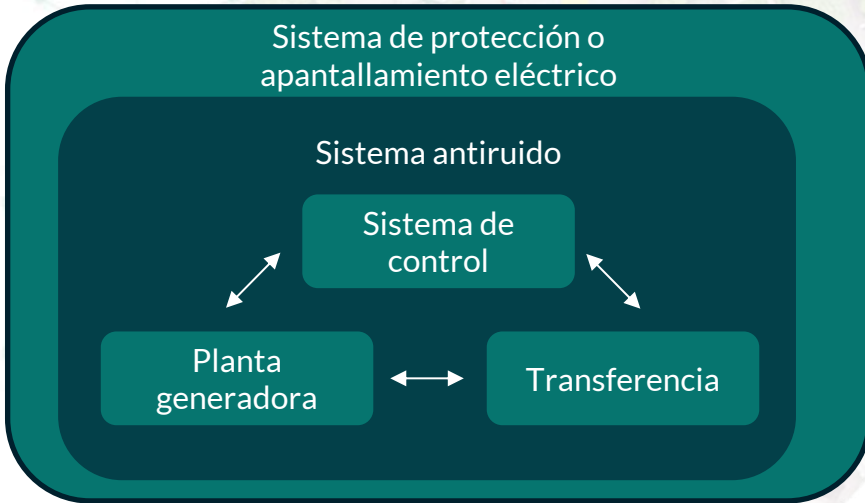 Sistema de protección o
apantallamiento eléctrico
Sistema antiruido
Sistema de
control
Planta
generadora
Transferencia